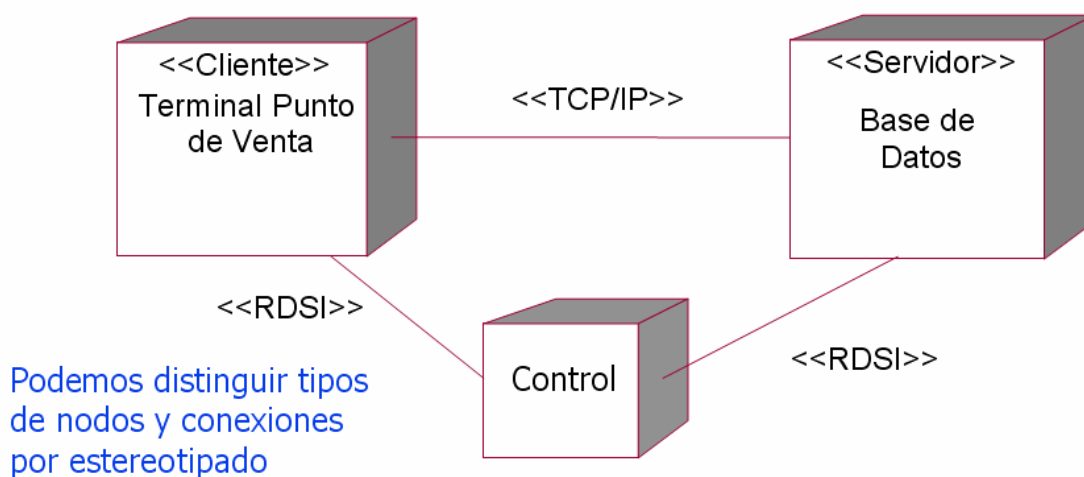 <<Cliente>>
Terminal Punto
de Venta
<<TCP/IP>>
<<Servidor>>
Base de
Datos
<<RDSI>>
Control
<<RDSI>>
Podemos distinguir tipos
de nodos y conexiones
por estereotipado